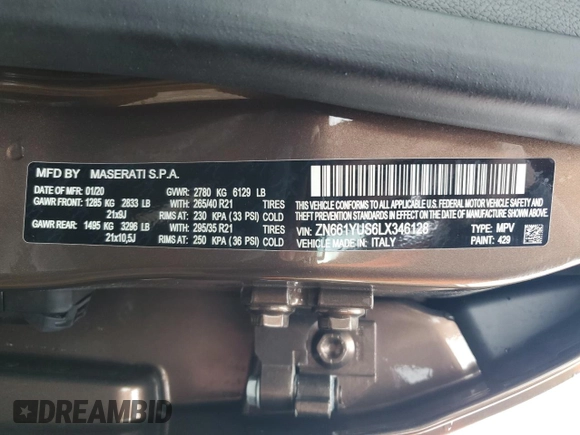 MFD BY MASERATI S.P.A.
DATE OF MFR 01/20 GVWR: 2780 KG 6129 LB
GAWR FRONT: 1285 KG 2833 LB WITH 265/40 R21 TIRES
21x9J RIMS AT: 230 KPA (33 PSI) COLD
GAWR REAR: 1495 KG 3296 LB WITH 295/35 R21 TIRES
21x10,5J RIMS AT: 250 KPA (36 PSI) COLD
THIS VEHICLE CONFORMS TO ALL APPLICABLE U.S. FEDERAL MOTOR VEHICLE
SAFETY AND THEFT PREVENTION STANDARDS IN EFFECT ON THE DATE OF
MANUFACTURE SHOWN ABOVE.
VIN: ZN661YUS6LX346128 TYPE: MPV
MADE IN: ITALY PAINT: 429
DREAMBID